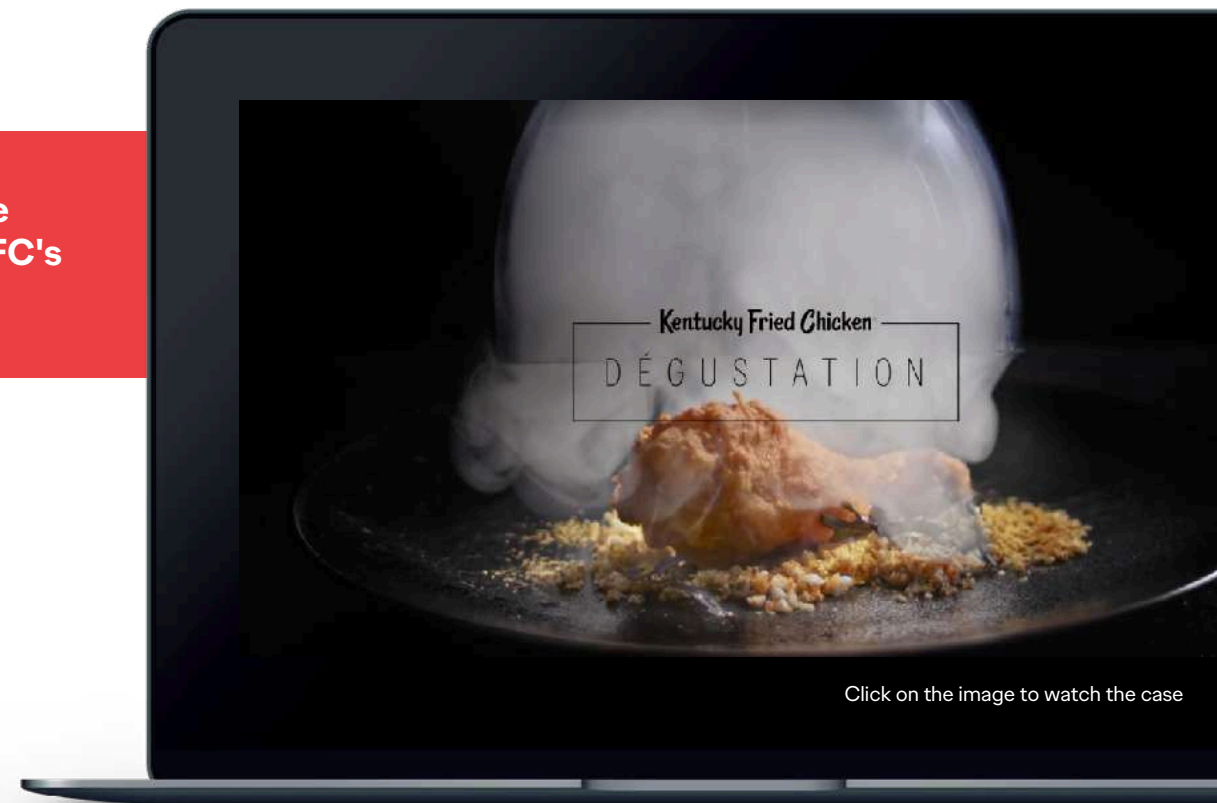 e
FC's
Kentucky Fried Chicken
DÉGUSTATION
Click on the image to watch the case